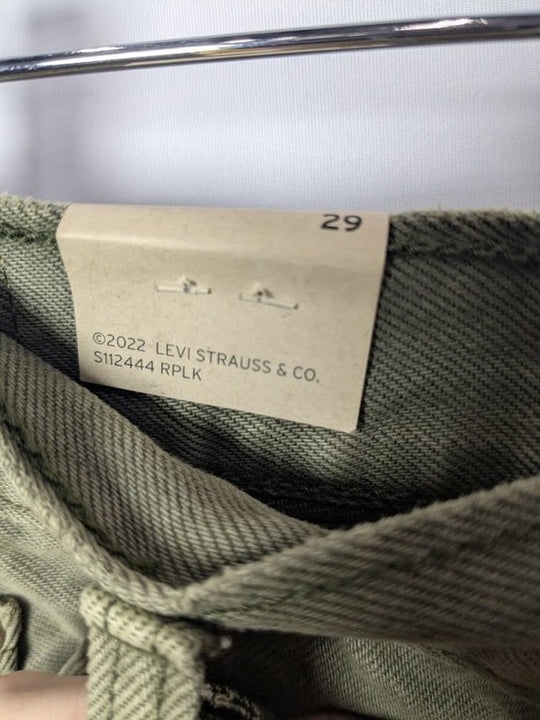 29
©2022 LEVI STRAUSS & CO.
S112444 RPLK